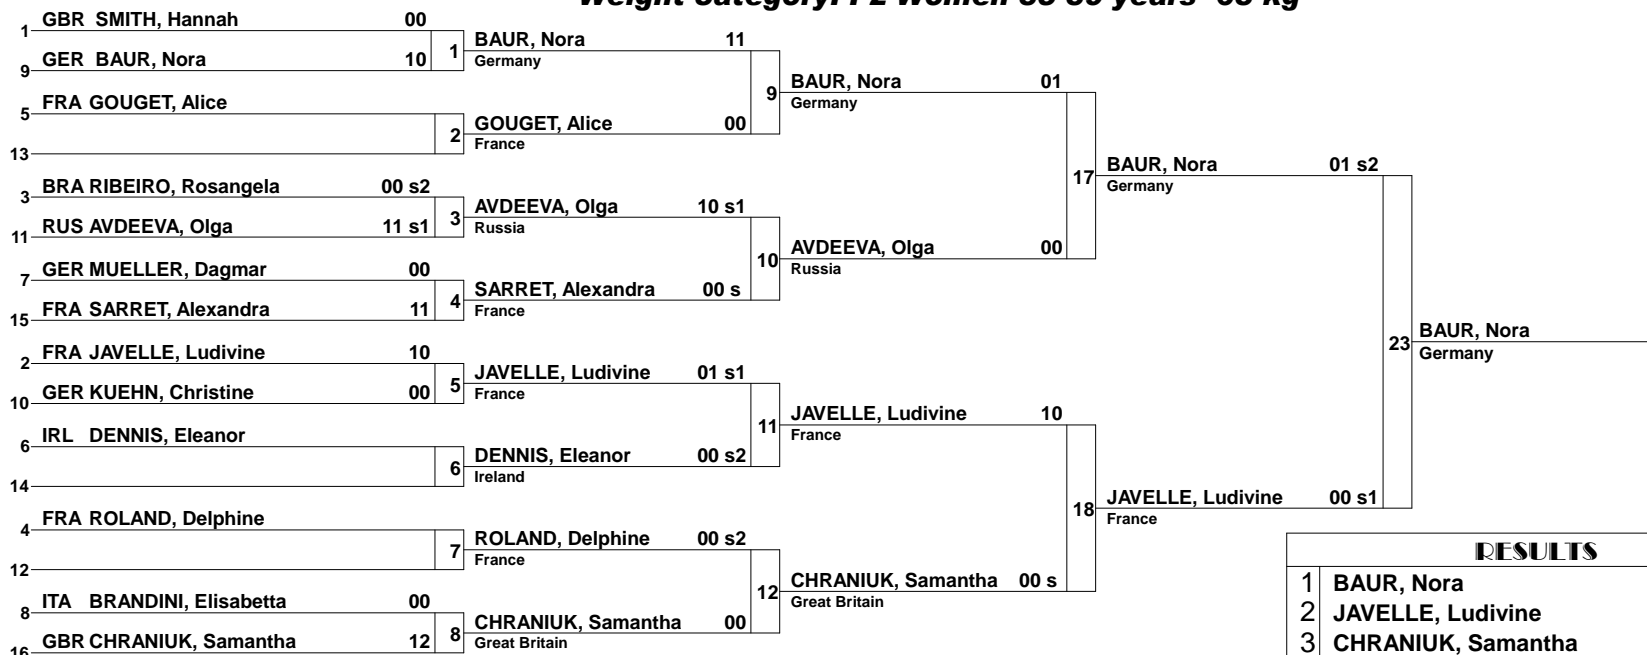 Weight category: F2 Women
GBR SMITH, Hannah 00
1
GER BAUR, Nora 10
9
1
BAUR, Nora 11
Germany
FRA GOUGET, Alice
5
13
2
GOUGET, Alice 00
France
9
BAUR, Nora 01
Germany
BRA RIBEIRO, Rosangela 00 s2
3
RUS AVDEEVA, Olga 11 s1
11
3
AVDEEVA, Olga 10 s1
Russia
GER MUELLER, Dagmar 00
7
FRA SARRET, Alexandra 11
15
4
SARRET, Alexandra 00 s
France
10
AVDEEVA, Olga 00
Russia
17
BAUR, Nora 01 s2
Germany
FRA JAVELLE, Ludivine 10
2
GER KUEHN, Christine 00
10
5
JAVELLE, Ludivine 01 s1
France
IRL DENNIS, Eleanor
6
14
6
DENNIS, Eleanor 00 s2
Ireland
11
JAVELLE, Ludivine 10
France
FRA ROLAND, Delphine
4
12
7
ROLAND, Delphine 00 s2
France
ITA BRANDINI, Elisabetta 00
8
GBR CHRANIUK, Samantha 12
16
8
CHRANIUK, Samantha 00
Great Britain
12
CHRANIUK, Samantha 00 s
Great Britain
18
JAVELLE, Ludivine 00 s1
France
23
BAUR, Nora
Germany
RESULTS
1 BAUR, Nora
2 JAVELLE, Ludivine
3 CHRANIUK, Samantha